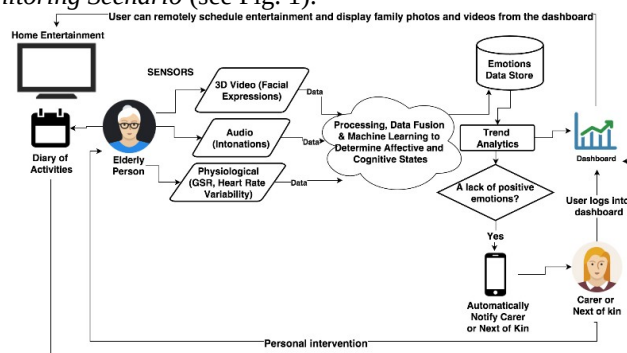 nitoring Scenario (see Fig. 1).
User can remotely schedule entertainment and display family photos and videos from the dashboard
Home Entertainment
SENSORS
3D Video (Facial
Expressions)
Data
Audio
(Intonations)
Data
Physiological
(GSR, Heart Rate
Variability)
Data
Diary of
Activities
Elderly
Person
Processing, Data Fusion
& Machine Learning to
Determine Affective and
Cognitive States
Emotions
Data Store
Trend
Analytics
Dashboard
A lack of positive
emotions?
User logs into
dashboard
Yes
Automatically
Notify Carer
or Next of Kin
Carer or
Next of kin
Personal intervention